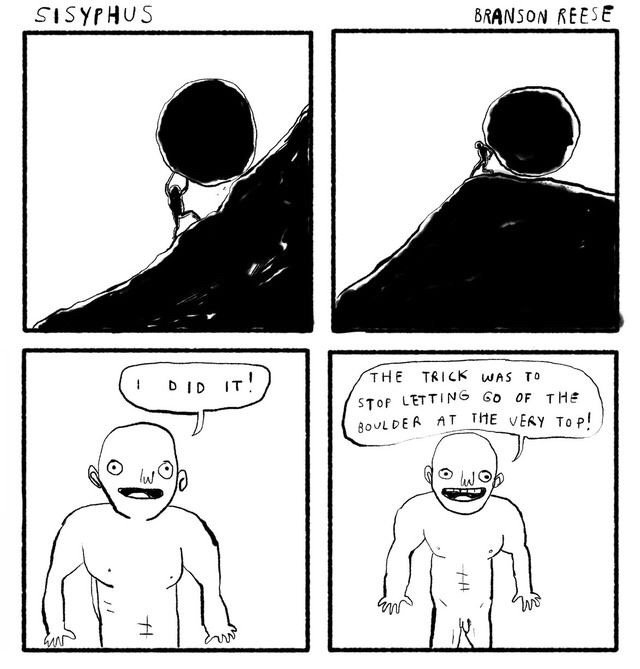 SISYPHUS
BRANSON REESE
I DID IT!
THE TRICK WAS TO
STOP LETTING GO OF THE
BOULDER AT THE VERY TOP!